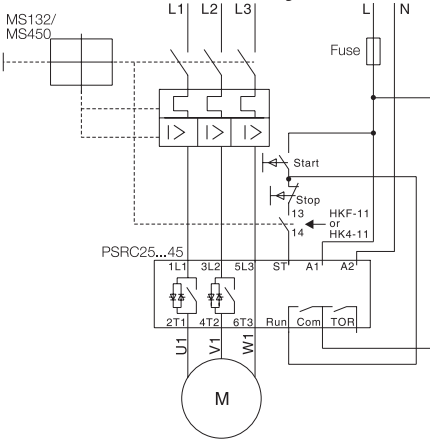 L1 L2 L3 L N
MS132/
MS450
Fuse
I> I> I>
Start
Stop
13 HKF-11
or
14 HK4-11
PSRC25...45
1L1 3L2 5L3 ST A1 A2
2T1 4T2 6T3 Run Com TOR
U1 V1 W1
M